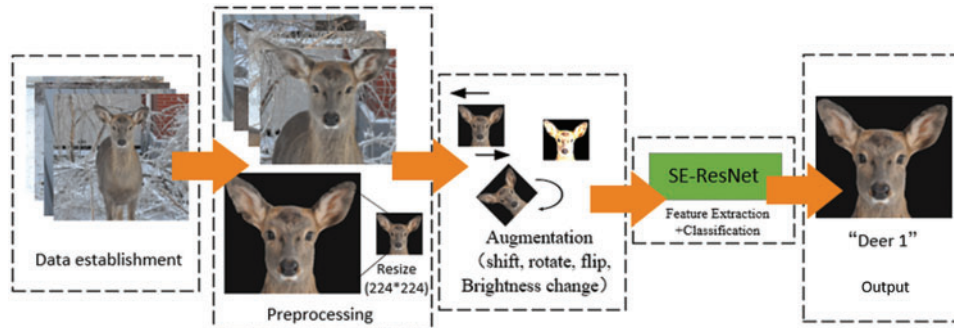 Data establishment
Resize
(224*224)
Preprocessing
Augmentation
（shift, rotate, flip,
Brightness change）
SE-ResNet
Feature Extraction
+Classification
“Deer 1”
Output